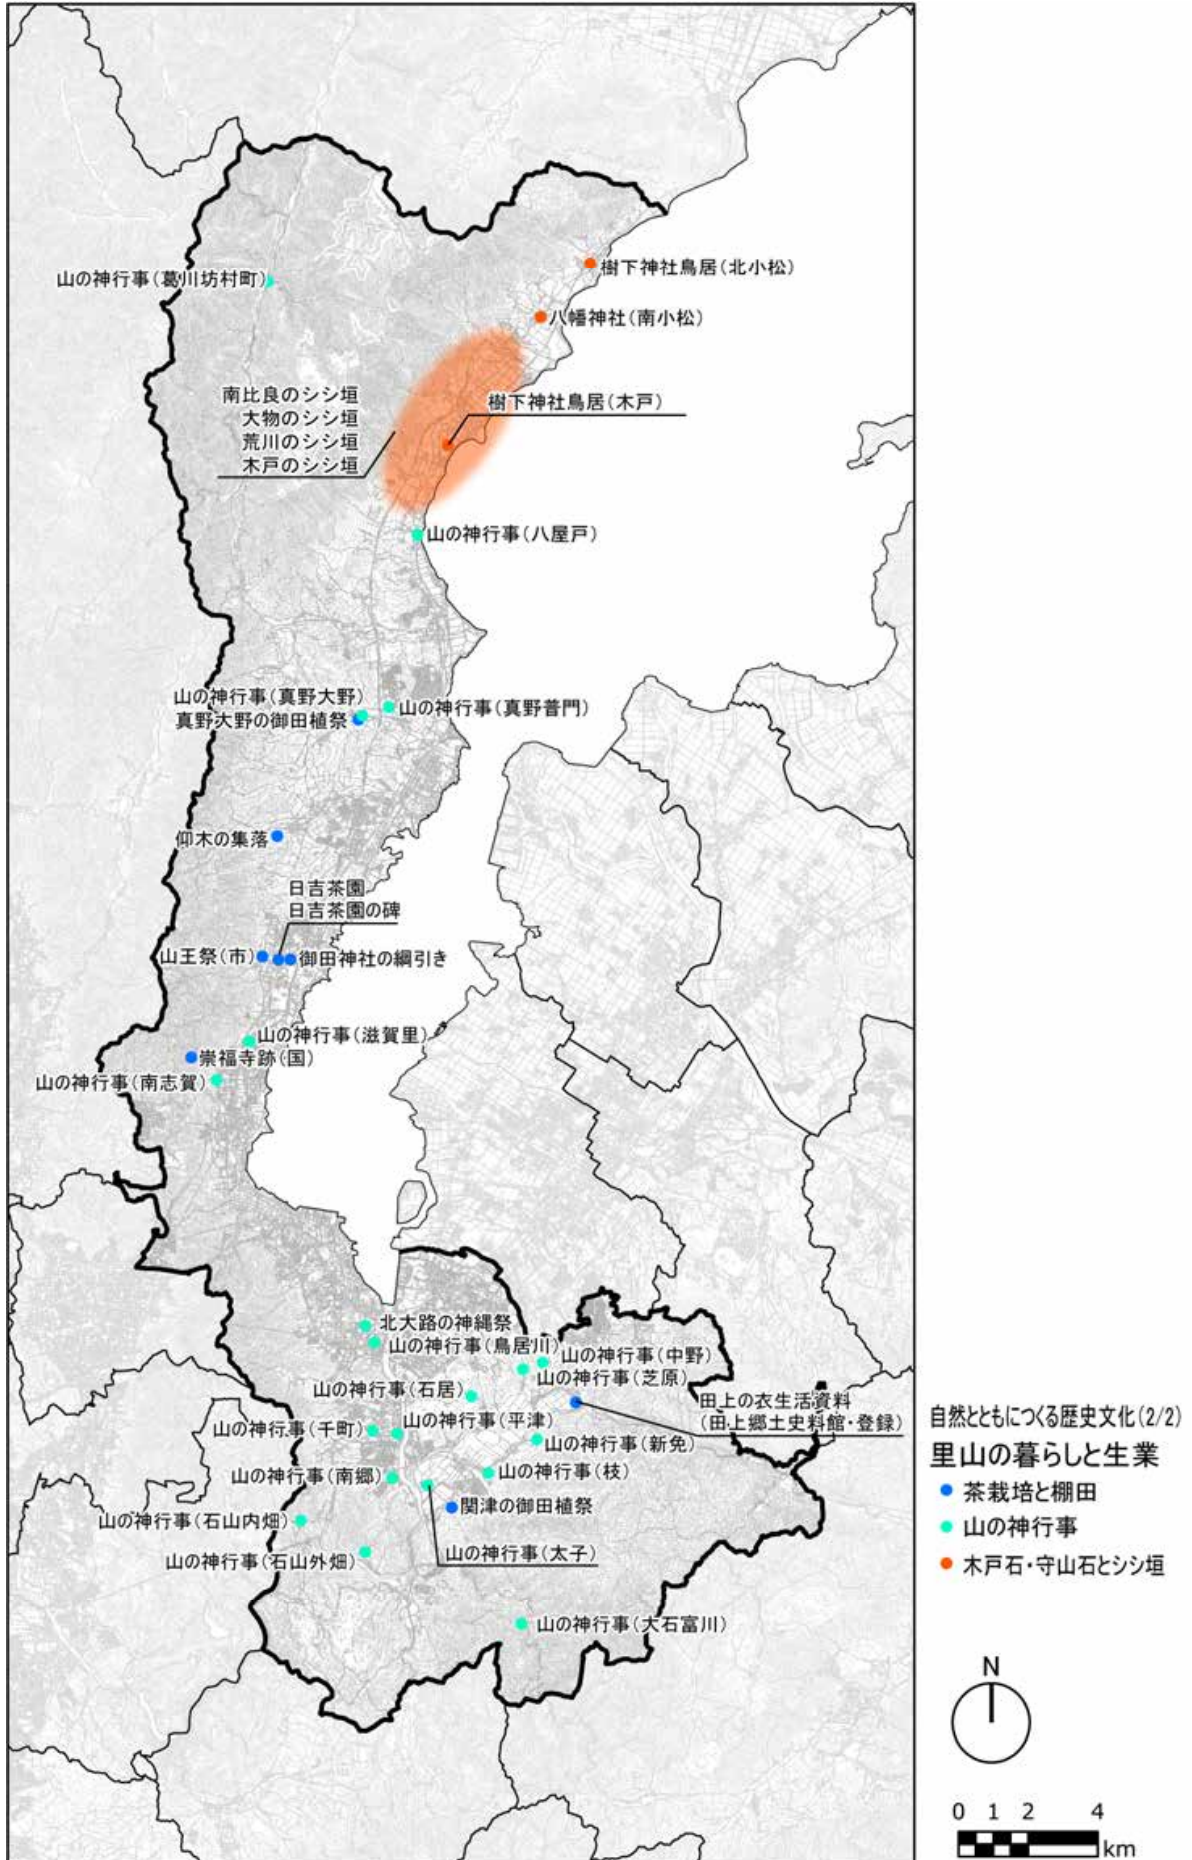 山の神行事(葛川坊村町)
樹下神社鳥居(北小松)
八幡神社(南小松)
南比良のシシ垣
大物のシシ垣
荒川のシシ垣
木戸のシシ垣
樹下神社鳥居(木戸)
山の神行事(八屋戸)
山の神行事(真野大野)
真野大野の御田植祭
山の神行事(真野普門)
仰木の集落
日吉茶園
日吉茶園の碑
山王祭(市)
御田神社の綱引き
山の神行事(滋賀里)
崇福寺跡(国)
山の神行事(南志賀)
北大路の神縄祭
山の神行事(鳥居川)
山の神行事(中野)
山の神行事(芝原)
山の神行事(石居)
田上の衣生活資料
(田上郷土史料館・登録)
山の神行事(千町)
山の神行事(平津)
山の神行事(新免)
山の神行事(南郷)
山の神行事(枝)
関津の御田植祭
山の神行事(石山内畑)
山の神行事(太子)
山の神行事(石山外畑)
山の神行事(大石富川)
自然とともにつくる歴史文化(2/2)
里山の暮らしと生業
茶栽培と棚田
山の神行事
木戸石・守山石とシシ垣
N
0 1 2 4
km